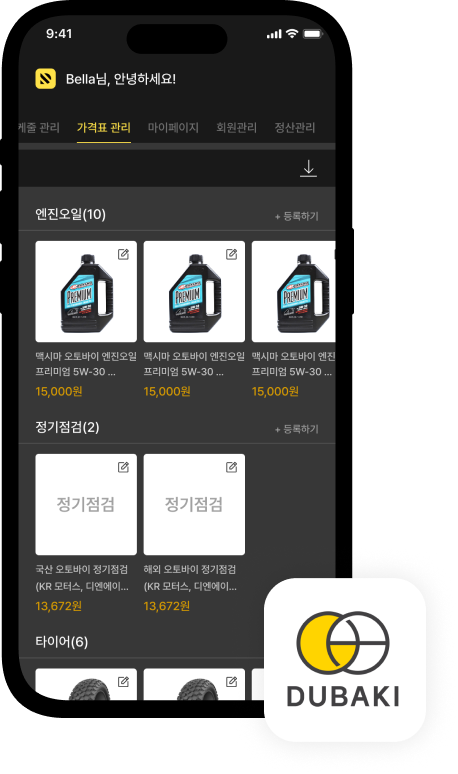 9:41
Bella님, 안녕하세요!
케줄 관리 가격표 관리 마이페이지 회원관리 정산관리
엔진오일(10) + 등록하기
PREMIUM PREMIUM PREMIUM
맥시마 오토바이 엔진오일 맥시마 오토바이 엔진오일 맥시마 오토바이 엔진
프리미엄 5W-30 ... 프리미엄 5W-30 ... 프리미엄 5W-30 ...
15,000원 15,000원 15,000원
정기점검(2) + 등록하기
정기점검 정기점검
국산 오토바이 정기점검 해외 오토바이 정기점검
(KR 모터스, 디엔에이... (KR 모터스, 디엔에이...
13,672원 13,672원
타이어(6)
DUBAKI